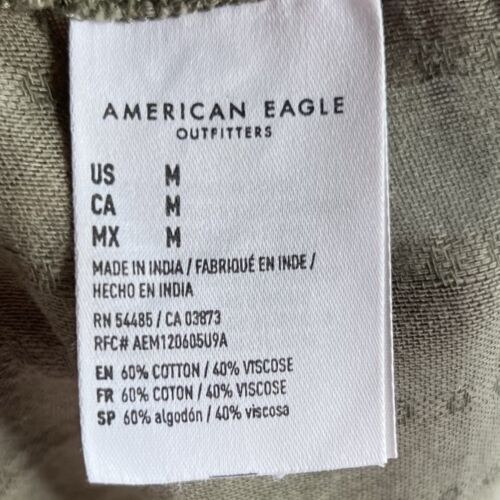 AMERICAN EAGLE
OUTFITTERS
US M
CA M
MX M
MADE IN INDIA / FABRIQUÉ EN INDE /
HECHO EN INDIA
RN 54485 / CA 03873
RFC# AEM120605U9A
EN 60% COTTON / 40% VISCOSE
FR 60% COTON / 40% VISCOSE
SP 60% algodón / 40% viscosa